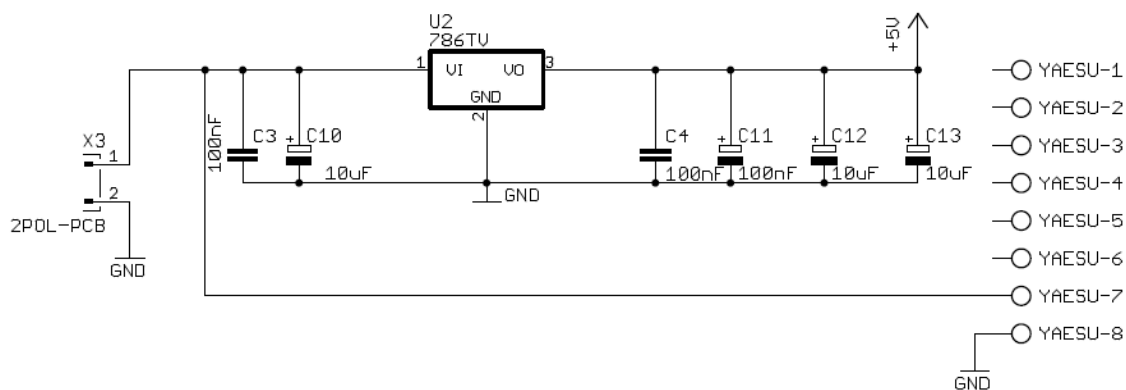 U2
786TV
+5V
1
VI
VO
3
GND
2
YAESU-1
YAESU-2
YAESU-3
YAESU-4
YAESU-5
YAESU-6
YAESU-7
YAESU-8
X3
1
2
2POL-PCB
GND
100nF
C3
+
C10
10uF
GND
C4
100nF
+
C11
100nF
+
C12
10uF
+
C13
10uF
GND